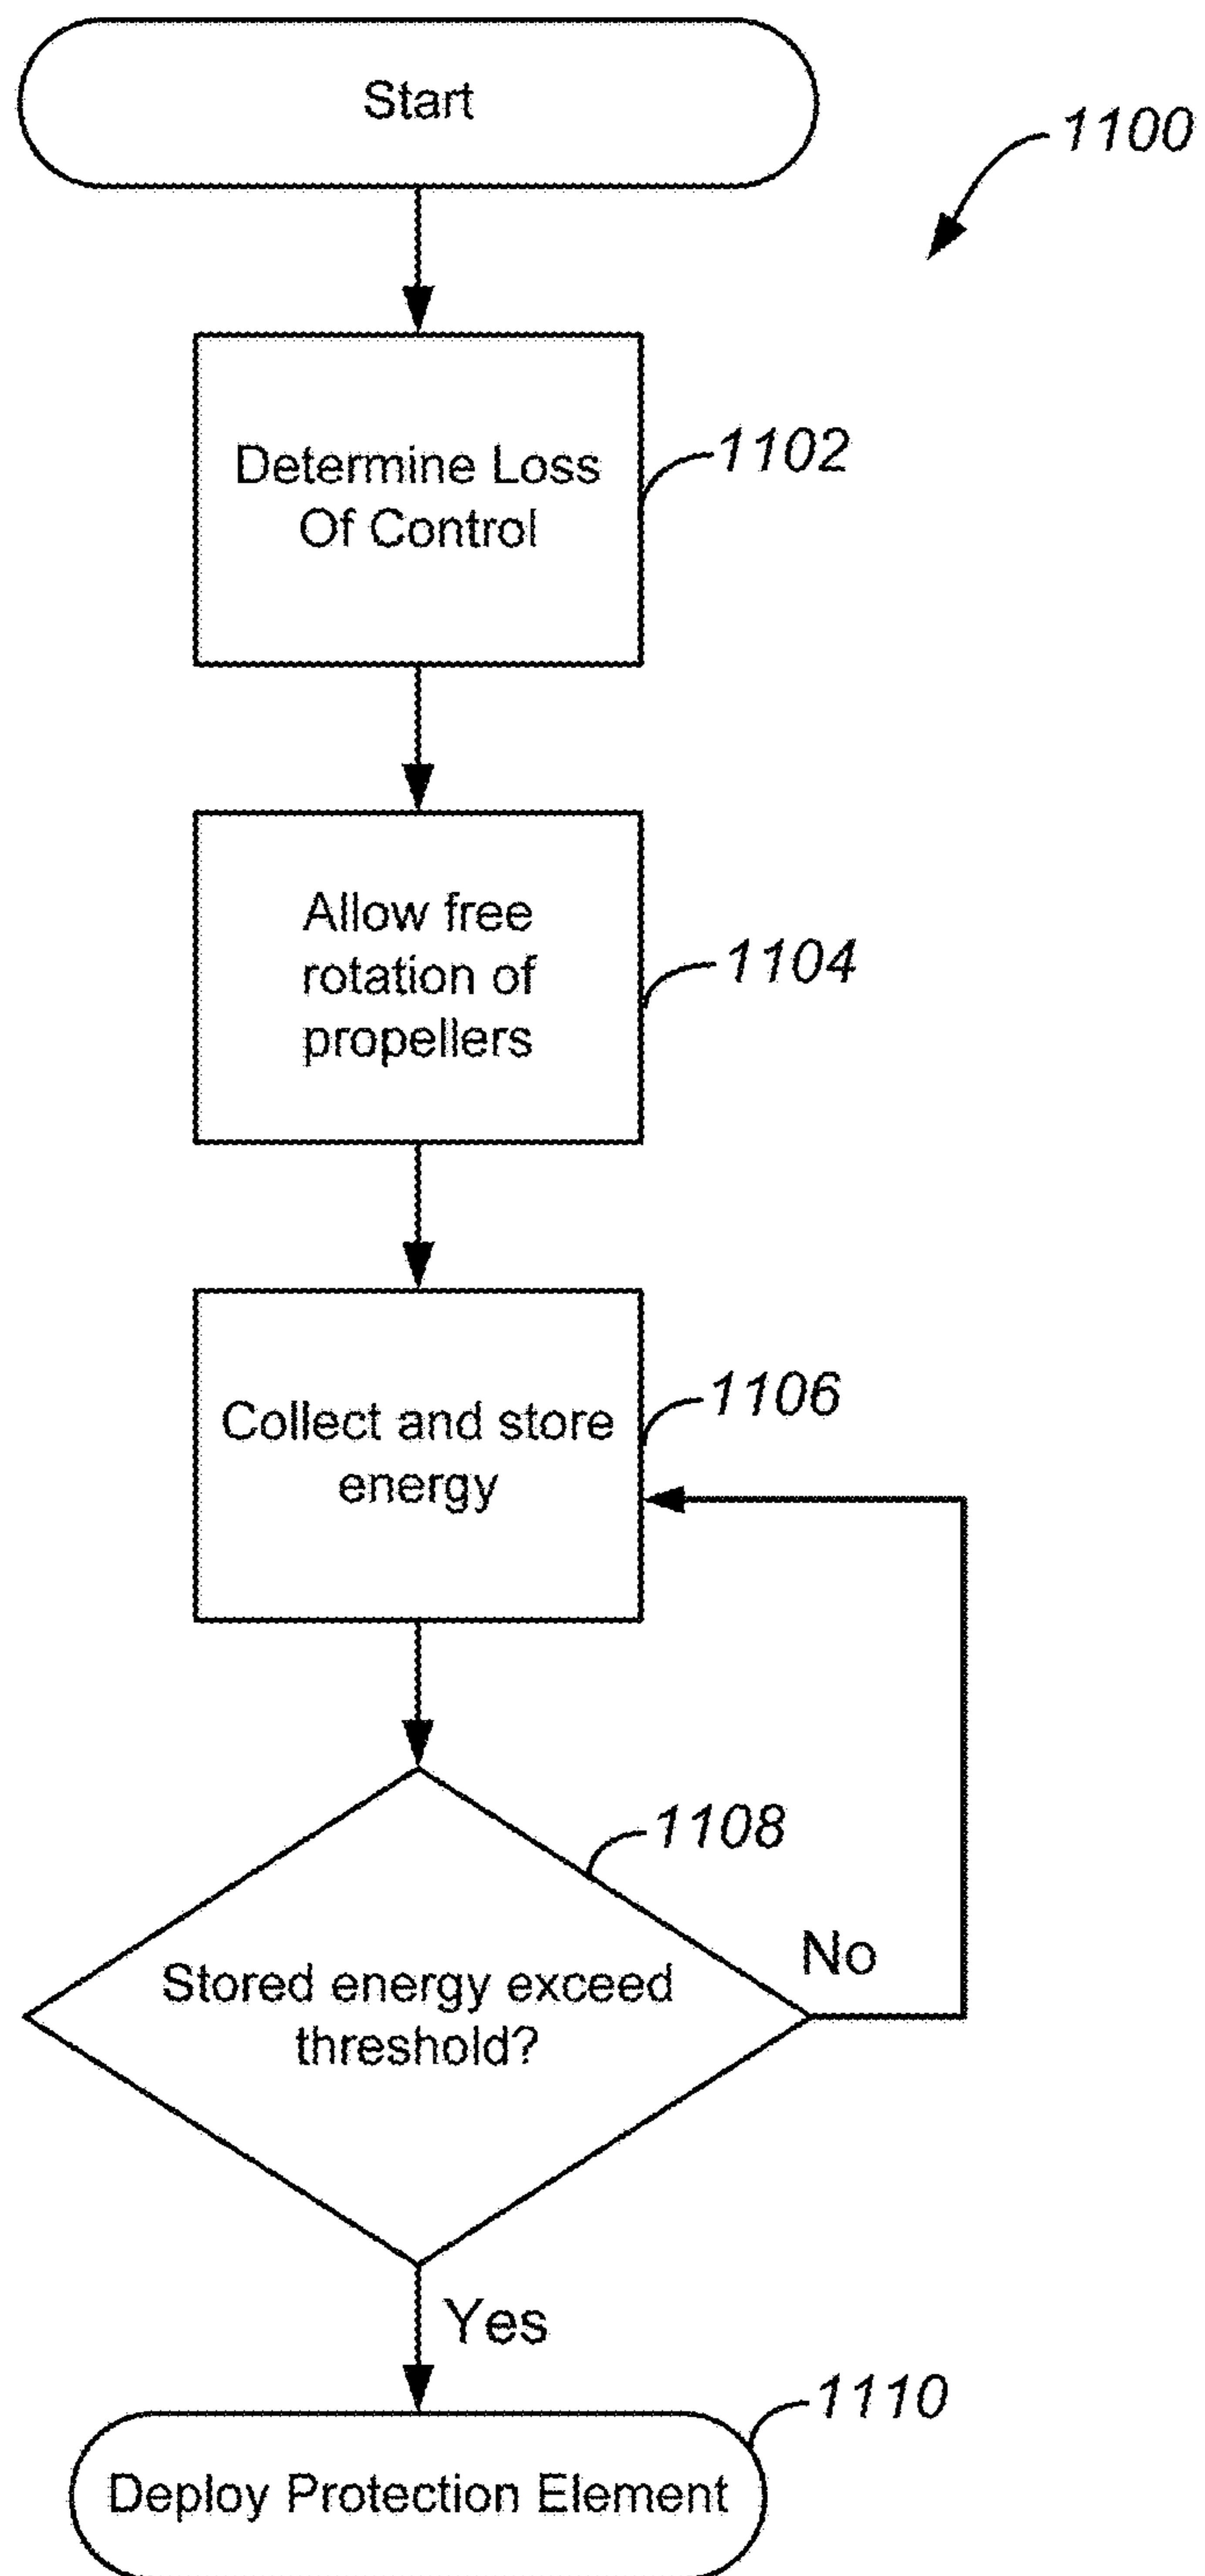 Start
1100
Determine Loss
Of Control
1102
Allow free
rotation of
propellers
1104
Collect and store
energy
1106
1108
Stored energy exceed
threshold?
No
Yes
1110
Deploy Protection Element